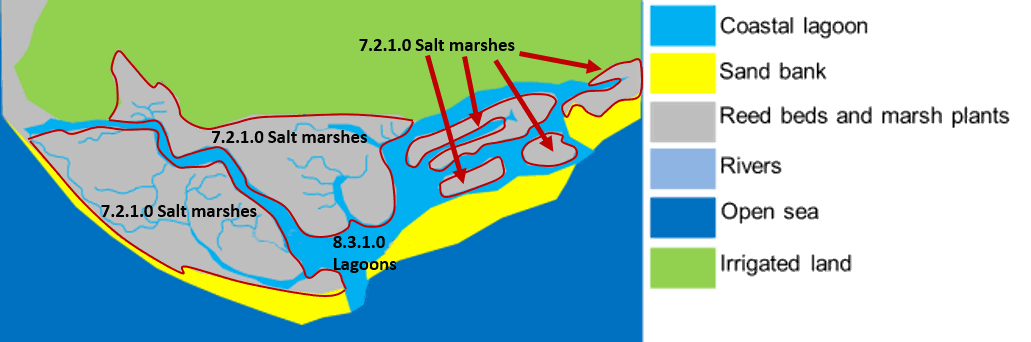 7.2.1.0 Salt marshes
7.2.1.0 Salt marshes
7.2.1.0 Salt marshes
8.3.1.0
Lagoons
Coastal lagoon
Sand bank
Reed beds and marsh plants
Rivers
Open sea
Irrigated land